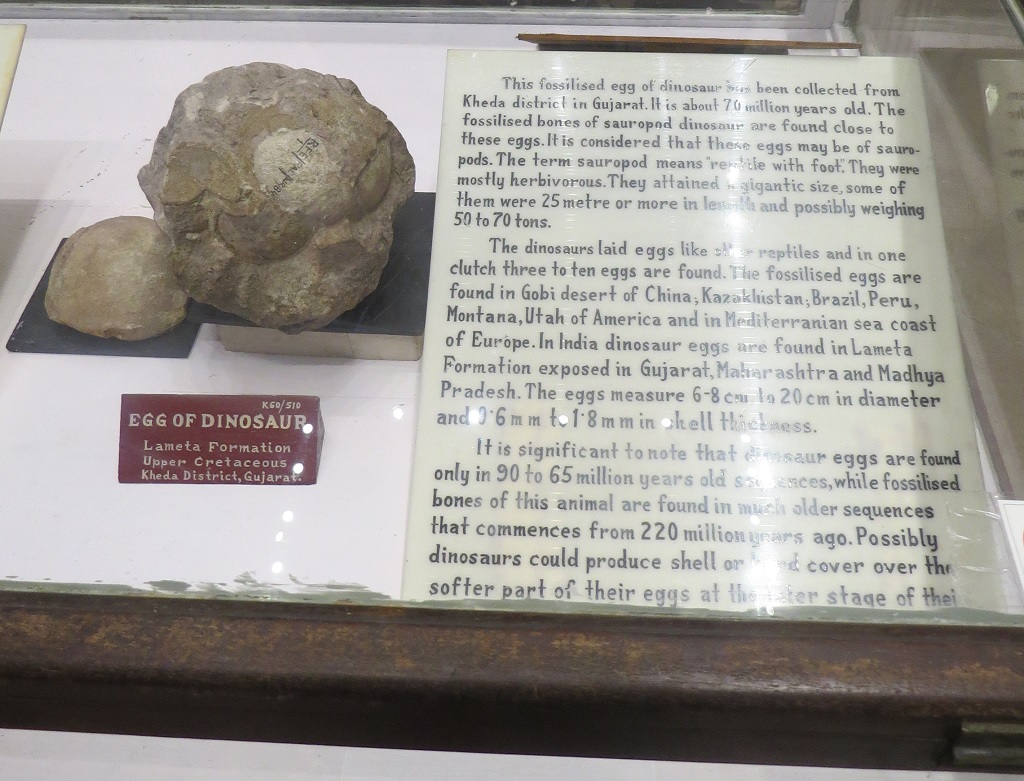 This fossilised egg of dinosaur has been collected from
Kheda district in Gujarat. It is about 70 million years old. The
fossilised bones of sauropod dinosaur are found close to
these eggs. It is considered that these eggs may be of sauro-
pods. The term sauropod means "reptile with foot". They were
mostly herbivorous. They attained a gigantic size, some of
them were 25 metre or more in length and possibly weighing
50 to 70 tons.
The dinosaurs laid eggs like other reptiles and in one
clutch three to ten eggs are found. The fossilised eggs are
found in Gobi desert of China, Kazakhistan, Brazil, Peru,
Montana, Utah of America and in Mediterranian sea coast
of Europe. In India dinosaur eggs are found in Lameta
Formation exposed in Gujarat, Maharashtra and Madhya
Pradesh. The eggs measure 6-8 cm to 20 cm in diameter
and 0·6 mm to 1·8 mm in shell thickness.
It is significant to note that dinosaur eggs are found
only in 90 to 65 million years old sequences, while fossilised
bones of this animal are found in much older sequences
that commences from 220 million years ago. Possibly
dinosaurs could produce shell or hard cover over the
softer part of their eggs at the later stage of thei
K60/510
EGG OF DINOSAUR
Lameta Formation
Upper Cretaceous
Kheda District, Gujarat.